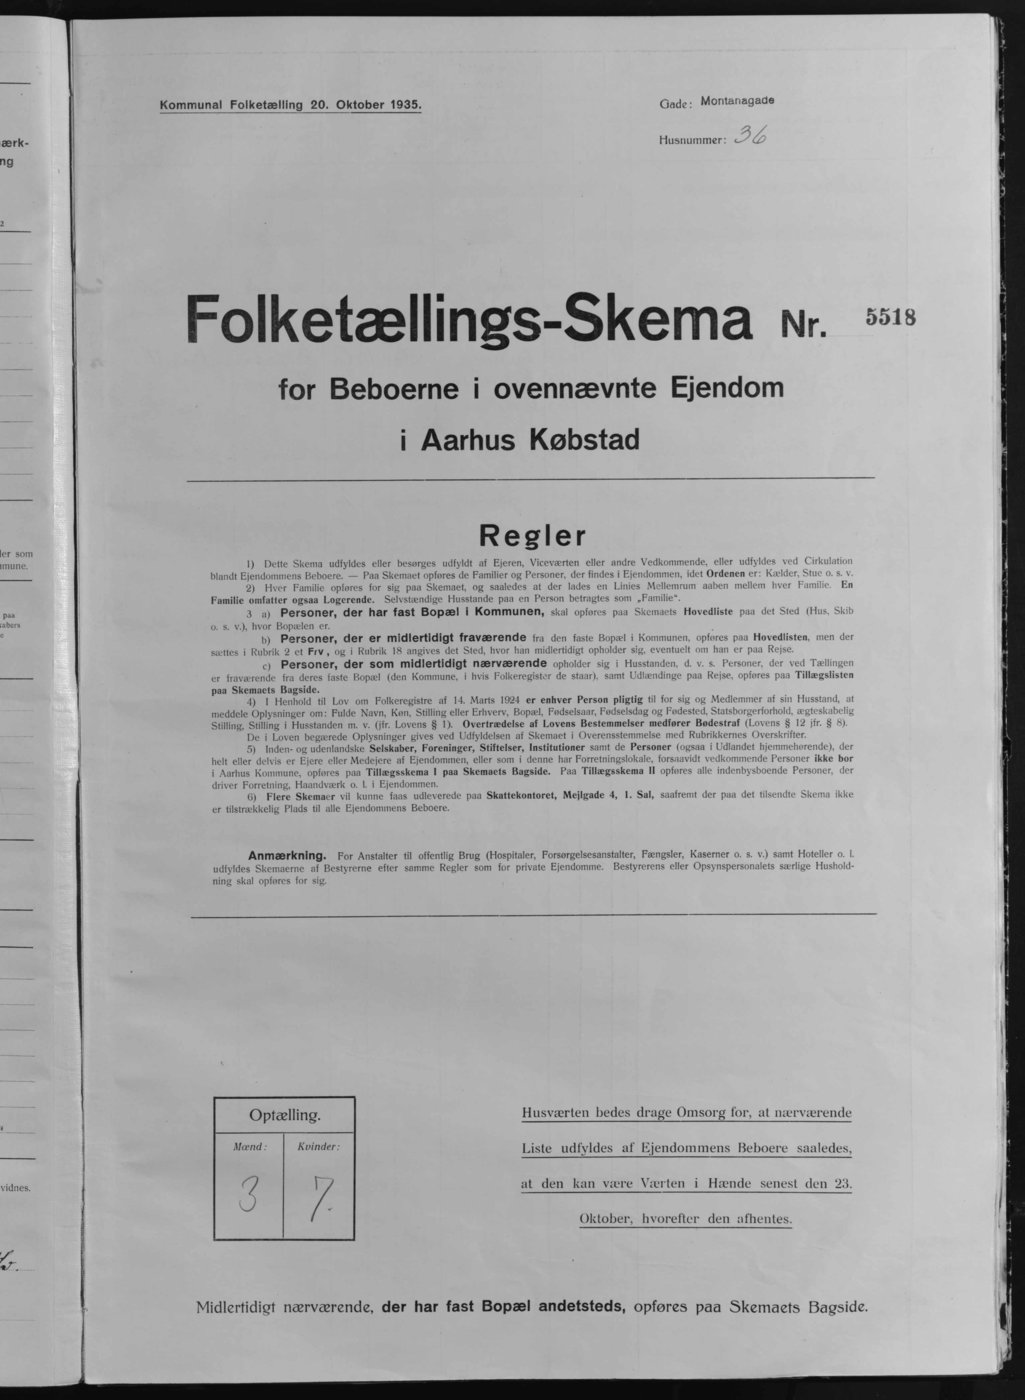 Kommunal Folketælling 20. Oktober 1935.
Gade: Montanagade
Husnummer: 36
Folketællings-Skema Nr. 5518
for Beboerne i ovennævnte Ejendom
i Aarhus Købstad
Regler
1) Dette Skema udfyldes eller besørges udfyldt af Ejeren, Viceværten eller andre Vedkommende, eller udfyldes ved Cirkulation
blandt Ejendommens Beboere. — Paa Skemaet opføres de Familier og Personer, der findes i Ejendommen, idet Ordenen er: Kælder, Stue o. s. v.
2) Hver Familie opføres for sig paa Skemaet, og saaledes at der lades en Linies Mellemrum aaben mellem hver Familie. En
Familie omfatter ogsaa Logerende. Selvstændige Husstande paa en Person betragtes som „Familie“.
3 a) Personer, der har fast Bopæl i Kommunen, skal opføres paa Skemaets Hovedliste paa det Sted (Hus, Skib
o. s. v.), hvor Bopælen er.
b) Personer, der er midlertidigt fraværende fra den faste Bopæl i Kommunen, opføres paa Hovedlisten, men der
sættes i Rubrik 2 et Frv., og i Rubrik 18 angives det Sted, hvor han midlertidigt opholder sig, eventuelt om han er paa Rejse.
c) Personer, der som midlertidigt nærværende opholder sig i Husstanden, d. v. s. Personer, der ved Tællingen
er fraværende fra deres faste Bopæl (den Kommune, i hvis Folkeregister de staar), samt Udlændinge paa Rejse, opføres paa Tillægslisten
paa Skemaets Bagside.
4) I Henhold til Lov om Folkeregistre af 14. Marts 1924 er enhver Person pligtig til for sig og Medlemmer af sin Husstand, at
meddele Oplysninger om: Fulde Navn, Køn, Stilling eller Erhverv, Bopæl, Fødselsaar, Fødselsdag og Fødested, Statsborgerforhold, ægteskabelig
Stilling, Stilling i Husstanden m. v. (jfr. Lovens § 1). Overtrædelse af Lovens Bestemmelser medfører Bødestraf (Lovens § 12 jfr. § 8).
De i Loven begærede Oplysninger gives ved Udfyldelsen af Skemaet i Overensstemmelse med Rubrikkernes Overskrifter.
5) Inden- og udenlandske Selskaber, Foreninger, Stiftelser, Institutioner samt de Personer (ogsaa i Udlandet hjemmehørende), der
helt eller delvis er Ejere eller Medejere af Ejendommen, eller som i denne har Forretningslokale, forsaavidt vedkommende Personer ikke bor
i Aarhus Kommune, opføres paa Tillægsskema I paa Skemaets Bagside. Paa Tillægsskema II opføres alle indenbysboende Personer, der
driver Forretning, Haandværk o. l. i Ejendommen.
6) Flere Skemaer vil kunne faas udleverede paa Skattekontoret, Mejlgade 4, 1. Sal, saafremt der paa det tilsendte Skema ikke
er tilstrækkelig Plads til alle Ejendommens Beboere.
Anmærkning. For Anstalter til offentlig Brug (Hospitaler, Forsørgelsesanstalter, Fængsler, Kaserner o. s. v.) samt Hoteller o. l.
udfyldes Skemaerne af Bestyrerne efter samme Regler som for private Ejendomme. Bestyrerens eller Opsynspersonalets særlige Hushold-
ning skal opføres for sig.
Optælling.
Mænd: Kvinder:
3 7.
Husværten bedes drage Omsorg for, at nærværende
Liste udfyldes af Ejendommens Beboere saaledes,
at den kan være Værten i Hænde senest den 23.
Oktober, hvorefter den afhentes.
Midlertidigt nærværende, der har fast Bopæl andetsteds, opføres paa Skemaets Bagside.
ærk-
ng
2
der som
mmune.
paa
vidnes.